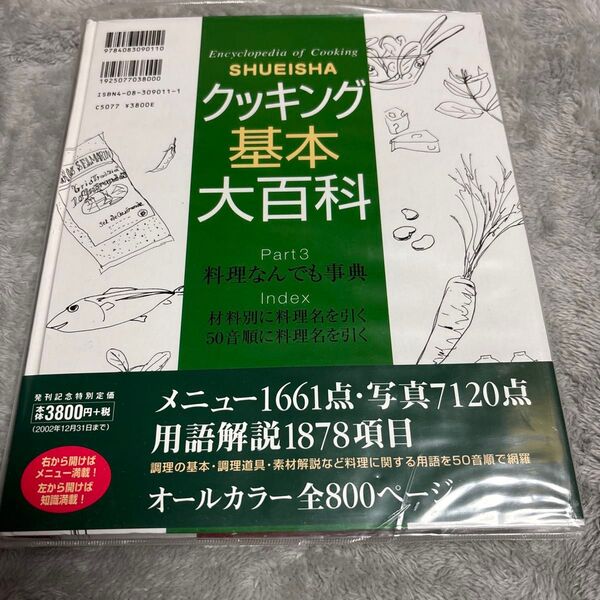 9784083090110
1925077038000
ISBN4-08-309011-1
C5077 ¥3800E
Encyclopedia of Cooking
SHUEISHA
クッキング
基本
大百科
Part3
料理なんでも事典
Index
材料別に料理名を引く
50音順に料理名を引く
発刊記念特別定価
本体3800円+税
(2002年12月31日まで)
右から開けば
メニュー満載!
左から開けば
知識満載!
メニュー1661点・写真7120点
用語解説1878項目
調理の基本・調理道具・素材解説など料理に関する用語を50音順で網羅
オールカラー全800ページ